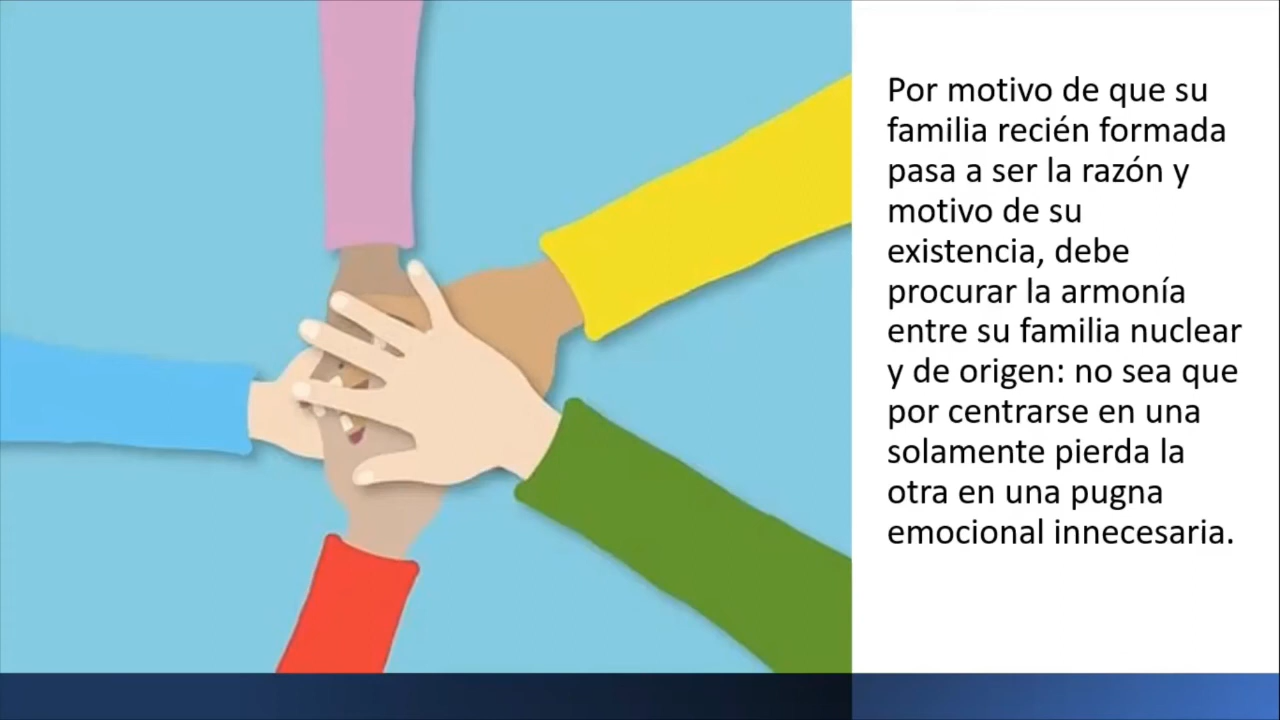 Por motivo de que su
familia recién formada
pasa a ser la razón y
motivo de su
existencia, debe
procurar la armonía
entre su familia nuclear
y de origen: no sea que
por centrarse en una
solamente pierda la
otra en una pugna
emocional innecesaria.